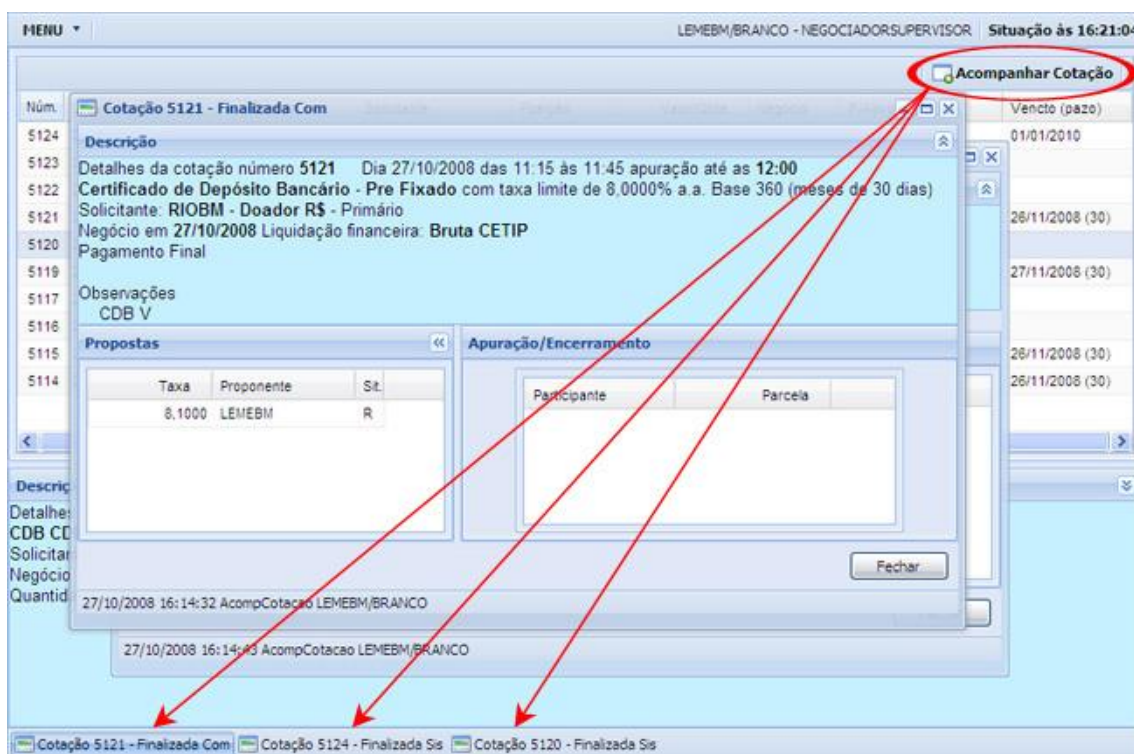 MENU LEMEBM/BRANCO - NEGOCIADORSUPERVISOR Situação às 16:21:04
Acompanhar Cotação
Núm. Vencto (pazo)
5124 01/01/2010
5123
5122
5121 26/11/2008 (30)
5120
5119 27/11/2008 (30)
5117
5116
5115 26/11/2008 (30)
5114 26/11/2008 (30)
Cotação 5121 - Finalizada Com
Descrição
Detalhes da cotação número 5121 Dia 27/10/2008 das 11:15 às 11:45 apuração até as 12:00
Certificado de Depósito Bancário - Pre Fixado com taxa limite de 8,0000% a.a. Base 360 (meses de 30 dias)
Solicitante: RIOBM - Doador R$ - Primário
Negócio em 27/10/2008 Liquidação financeira: Bruta CETIP
Pagamento Final
Observações
CDB V
Propostas
Taxa Proponente Sit.
8,1000 LEMEBM R
Apuração/Encerramento
Participante Parcela
Fechar
27/10/2008 16:14:32 AcompCotacao LEMEBM/BRANCO
27/10/2008 16:14:43 AcompCotacao LEMEBM/BRANCO
Descriç
Detalhe
CDB CD
Solicitar
Negócio
Quantid
Cotação 5121 - Finalizada Com Cotação 5124 - Finalizada Sis Cotação 5120 - Finalizada Sis